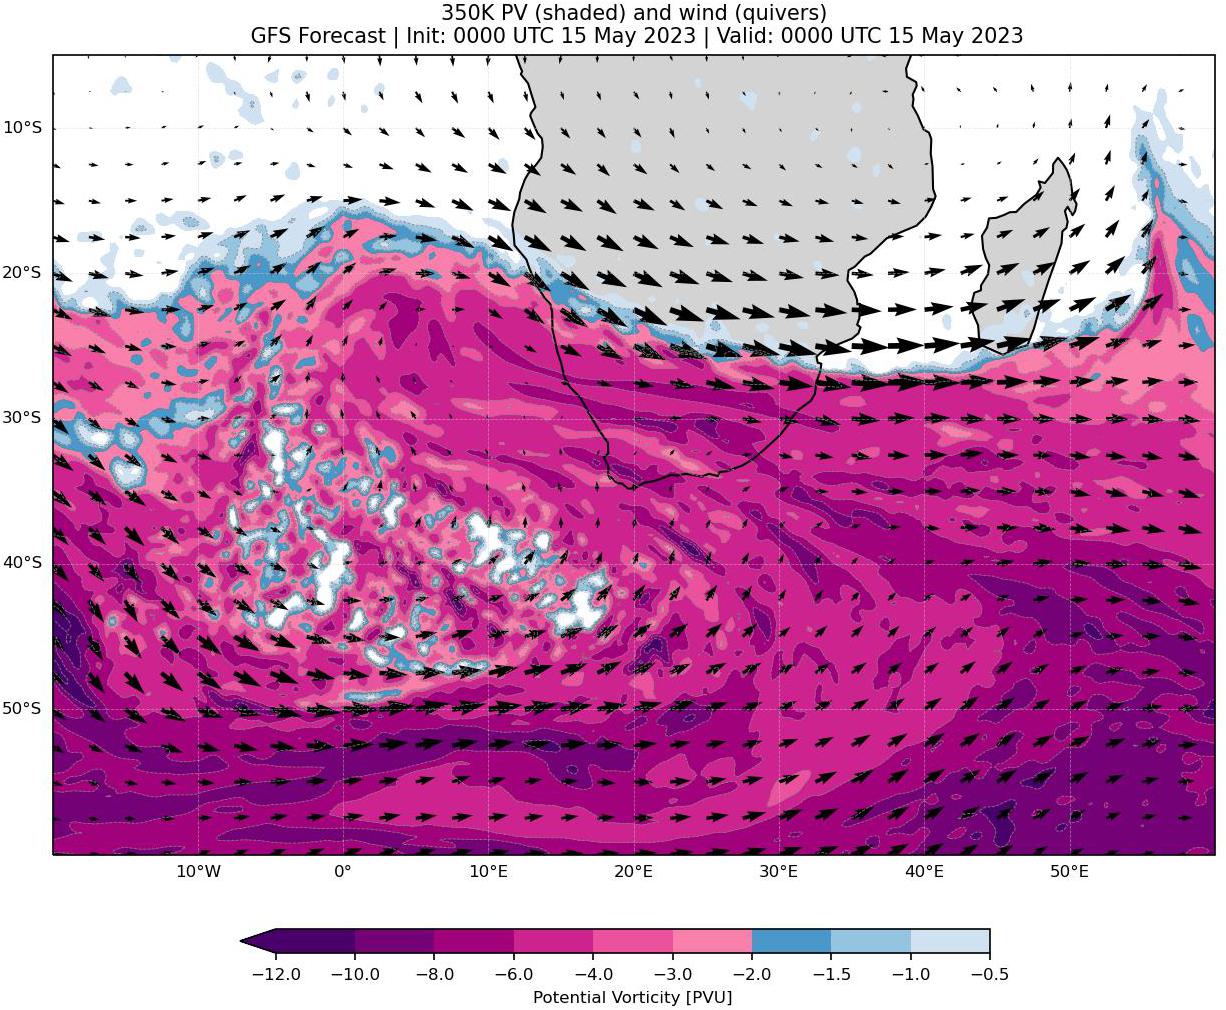 350K PV (shaded) and wind (quivers)
GFS Forecast | Init: 0000 UTC 15 May 2023 | Valid: 0000 UTC 15 May 2023
10°S
20°S
30°S
40°S
50°S
10°W 0° 10°E 20°E 30°E 40°E 50°E
−12.0 −10.0 −8.0 −6.0 −4.0 −3.0 −2.0 −1.5 −1.0 −0.5
Potential Vorticity [PVU]